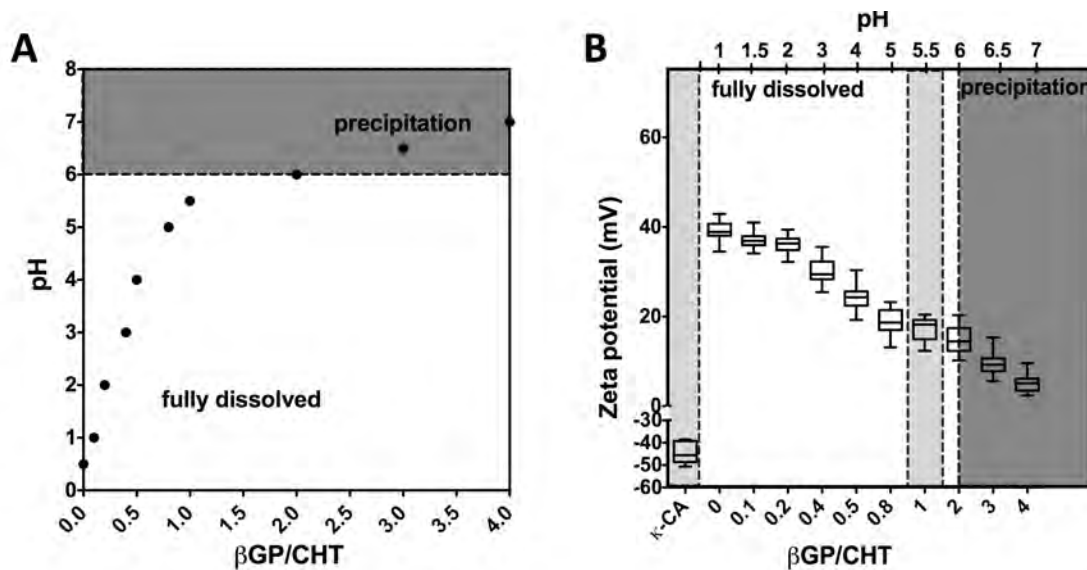 A
8
7
6
5
4
3
2
1
0
pH
precipitation
fully dissolved
0.0
0.5
1.0
1.5
2.0
2.5
3.0
3.5
4.0
βGP/CHT
B
pH
1 1.5 2 3 4 5 5.5 6 6.5 7
fully dissolved
precipitation
Zeta potential (mV)
60
40
20
0
-30
-40
-50
-60
κ-CA
0
0.1
0.2
0.4
0.5
0.8
1
2
3
4
βGP/CHT